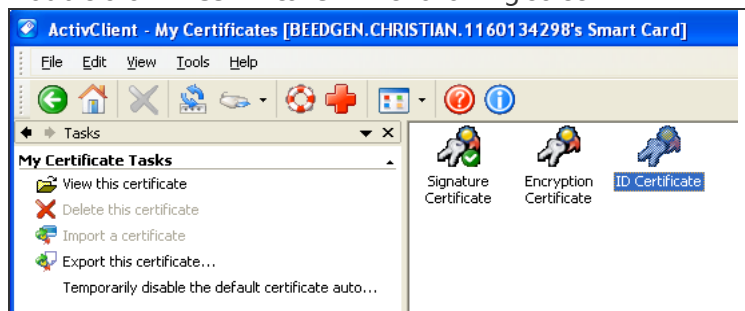 ActivClient - My Certificates [BEEDGEN.CHRISTIAN.1160134298's Smart Card]
File Edit View Tools Help
Tasks
My Certificate Tasks
View this certificate
Delete this certificate
Import a certificate
Export this certificate...
Temporarily disable the default certificate auto...
Signature
Certificate
Encryption
Certificate
ID Certificate